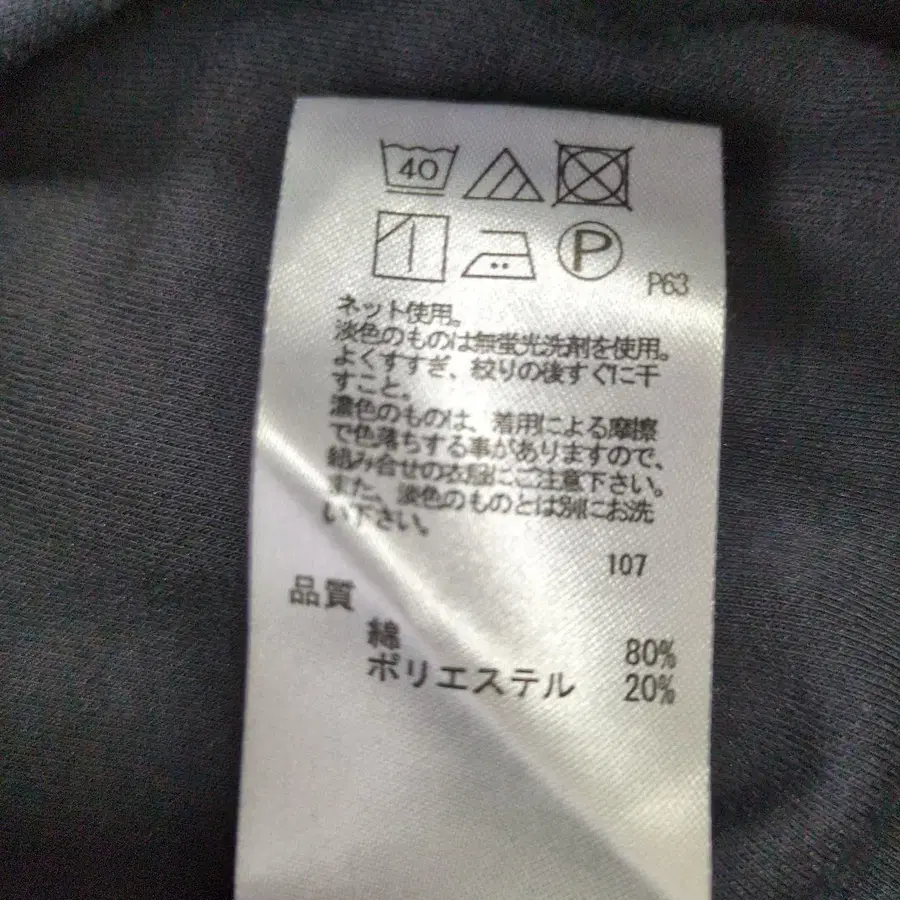 40
P
P63
ネット使用。
淡色のものは無蛍光洗剤を使用。
よくすすぎ、絞りの後すぐに干
すこと。
濃色のものは、着用による摩擦
で色落ちする事がありますので、
組み合せの衣服にご注意下さい。
また、淡色のものとは別にお洗
い下さい。
107
品質
綿 80%
ポリエステル 20%